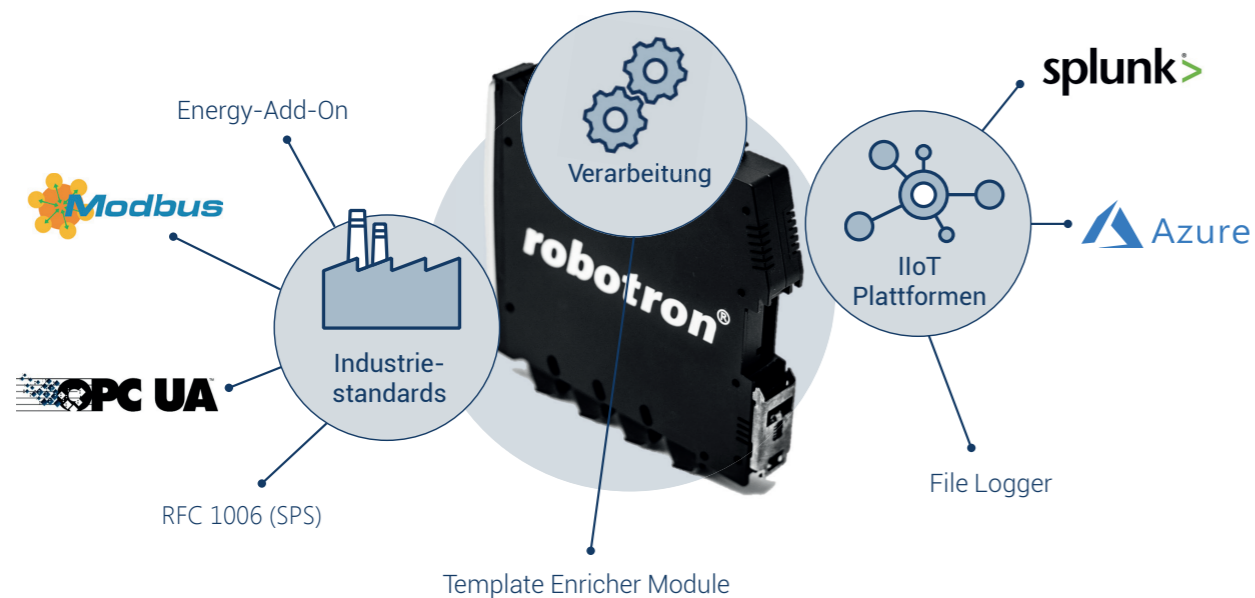 Energy-Add-On
Modbus
OPC UA
RFC 1006 (SPS)
Industrie-
standards
Verarbeitung
robotron®
Template Enricher Module
IIoT
Plattformen
splunk>
Azure
File Logger